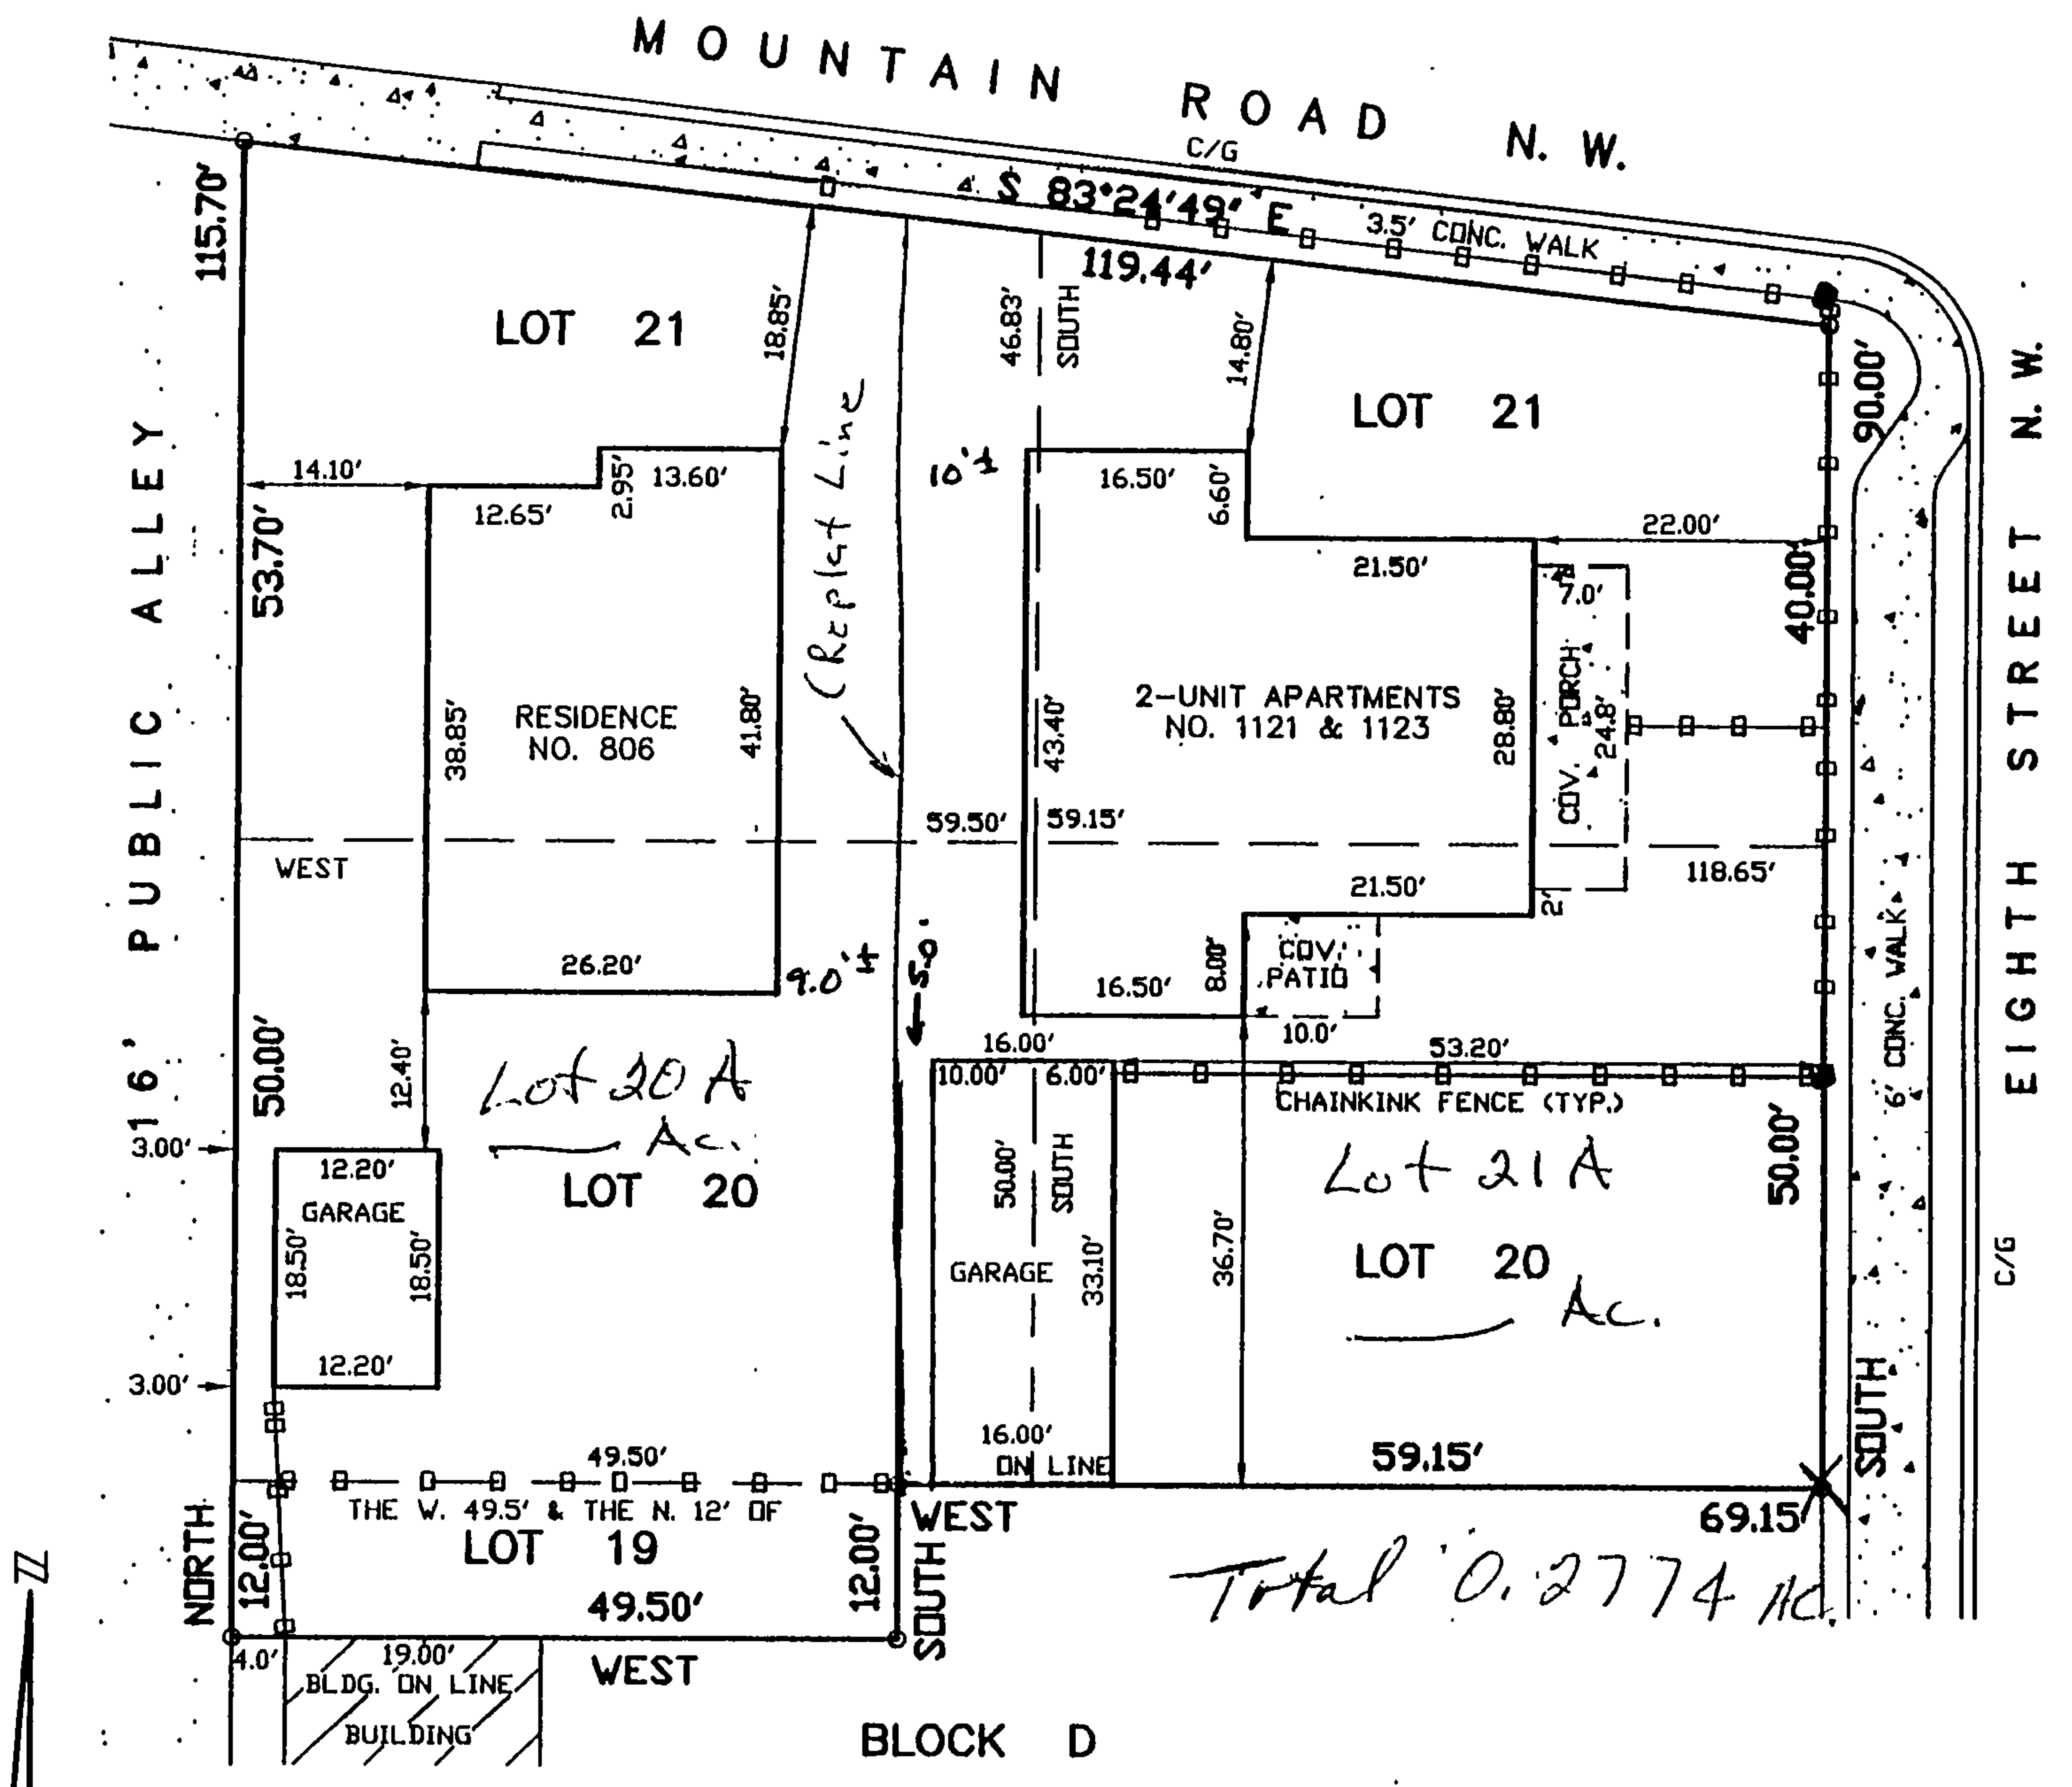 MOUNTAIN ROAD N. W.
C/G
S 83°24'49" E
3.5' CONC. WALK
119.44'
115.70'
LOT 21
18.85'
46.83'
SOUTH
14.80'
LOT 21
90.00'
16' PUBLIC ALLEY
EIGHTH STREET N. W.
14.10'
12.65'
2.95'
13.60'
(Replat Line
10'±
16.50'
6.60'
21.50'
22.00'
40.00'
7.0'
53.70'
38.85'
RESIDENCE
NO. 806
41.80'
43.40'
2-UNIT APARTMENTS
NO. 1121 & 1123
28.80'
COV. PORCH
24.8'
59.50'
59.15'
WEST
118.65'
21.50'
2'
26.20'
9.0'±
5.0'
16.50'
8.00'
COV.
PATIO
10.0'
6' CONC. WALK
50.00'
12.40'
Lot 20 A
Ac.
16.00'
10.00'
6.00'
53.20'
CHAINKINK FENCE (TYP.)
3.00'
12.20'
GARAGE
18.50'
18.50'
12.20'
3.00'
LOT 20
50.00'
SOUTH
GARAGE
33.10'
36.70'
Lot 21 A
LOT 20
Ac.
50.00'
C/G
SOUTH
16.00'
ON LINE
59.15'
49.50'
THE W. 49.5' & THE N. 12' OF
LOT 19
WEST
69.15'
NORTH
12.00'
12.00'
SOUTH
49.50'
Total 0.2774 Ac.
4.0'
19.00'
WEST
BLDG. ON LINE
BUILDING
BLOCK D
N